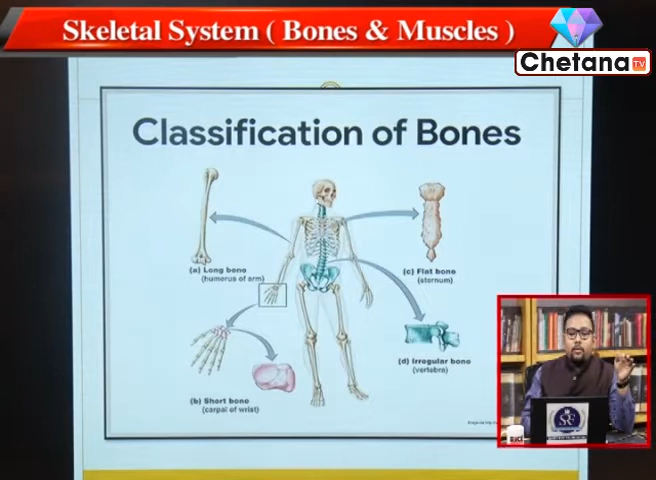 Skeletal System ( Bones & Muscles )
Chetana TV
Classification of Bones
(a) Long bone
(humerus of arm)
(c) Flat bone
(sternum)
(d) Irregular bone
(vertebra)
(b) Short bone
(carpal of wrist)
SRF